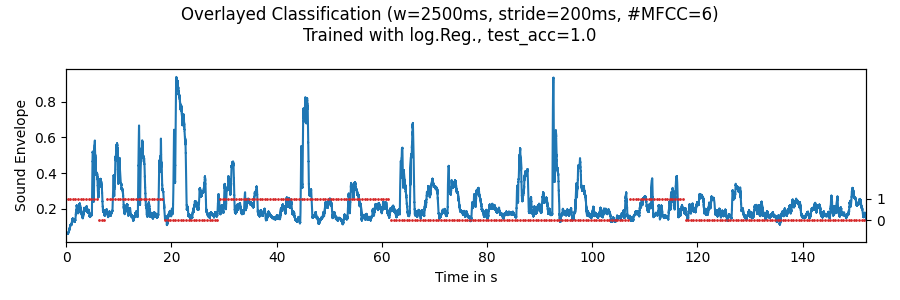 Overlayed Classification (w=2500ms, stride=200ms, #MFCC=6)
Trained with log.Reg., test_acc=1.0
Sound Envelope
0.8
0.6
0.4
0.2
1
0
0 20 40 60 80 100 120 140
Time in s